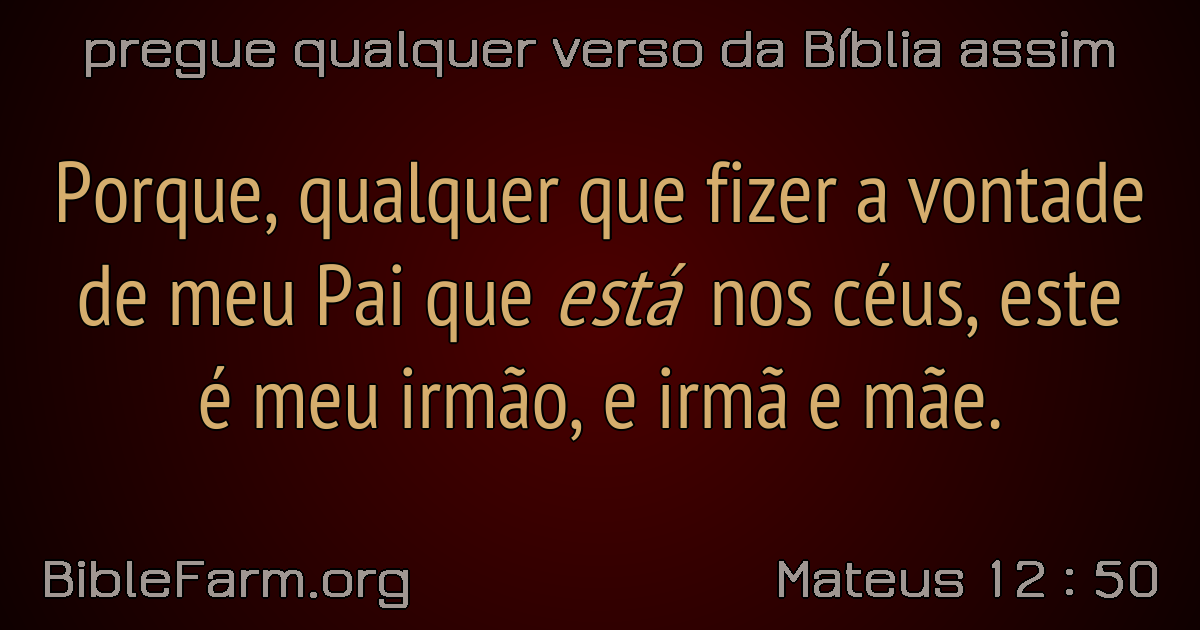 pregue qualquer verso da Bíblia assim
Porque, qualquer que fizer a vontade
de meu Pai que está nos céus, este
é meu irmão, e irmã e mãe.
BibleFarm.org
Mateus 12 : 50